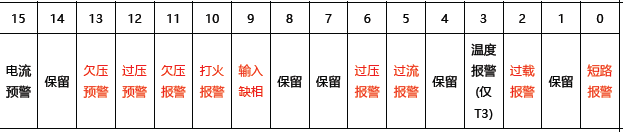 15 14 13 12 11 10 9 8 7 6 5 4 3 2 1 0
电流预警 保留 欠压预警 过压预警 欠压报警 打火报警 输入缺相 保留 保留 过压报警 过流报警 保留 温度报警(仅T3) 过载报警 保留 短路报警